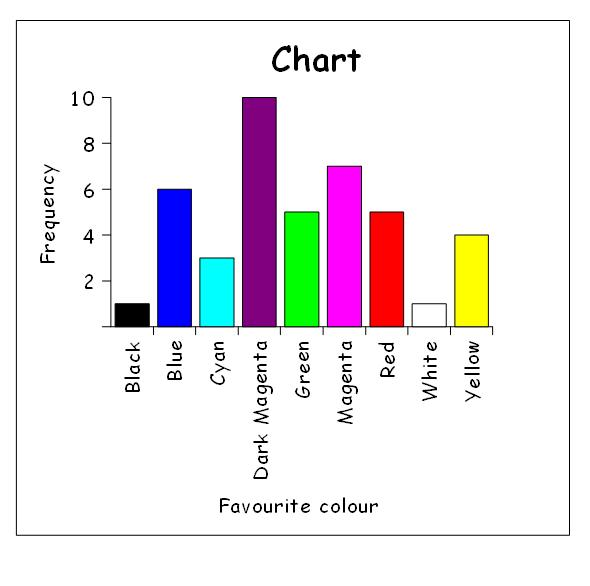 Chart
Frequency
10
8
6
4
2
Black
Blue
Cyan
Dark Magenta
Green
Magenta
Red
White
Yellow
Favourite colour